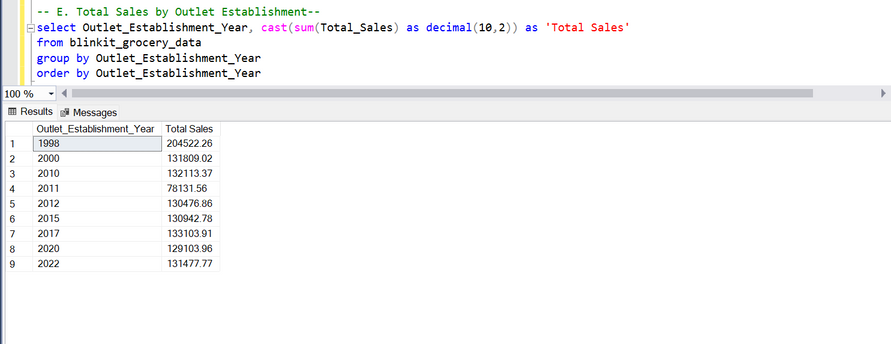 -- E. Total Sales by Outlet Establishment--
select Outlet_Establishment_Year, cast(sum(Total_Sales) as decimal(10,2)) as 'Total Sales'
from blinkit_grocery_data
group by Outlet_Establishment_Year
order by Outlet_Establishment_Year
100 %
Results Messages
Outlet_Establishment_Year Total Sales
1 1998 204522.26
2 2000 131809.02
3 2010 132113.37
4 2011 78131.56
5 2012 130476.86
6 2015 130942.78
7 2017 133103.91
8 2020 129103.96
9 2022 131477.77